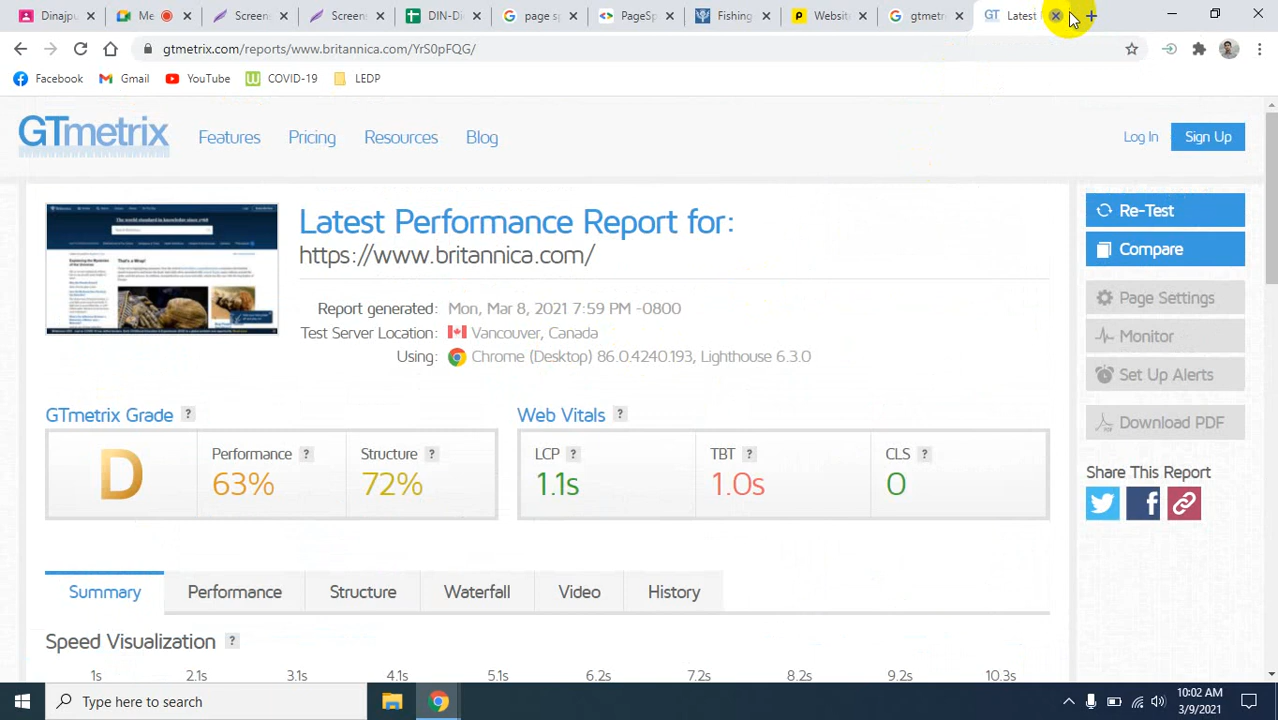 Dinajpu
Me
Screens
Screens
DIN-D
page sp
PageSp
Fishing
Website
gtmetr
GT Latest
gtmetrix.com/reports/www.britannica.com/YrS0pFQG/
Facebook
Gmail
YouTube
COVID-19
LEDP
GTmetrix
Features
Pricing
Resources
Blog
Log In
Sign Up
Latest Performance Report for:
https://www.britannica.com/
Report generated: Mon, Mar 8, 2021 7:59 PM -0800
Test Server Location: Vancouver, Canada
Using: Chrome (Desktop) 86.0.4240.193, Lighthouse 6.3.0
Re-Test
Compare
Page Settings
Monitor
Set Up Alerts
Download PDF
Share This Report
GTmetrix Grade ?
D
Performance ?
63%
Structure ?
72%
Web Vitals ?
LCP ?
1.1s
TBT ?
1.0s
CLS ?
0
Summary
Performance
Structure
Waterfall
Video
History
Speed Visualization ?
1s 2.1s 3.1s 4.1s 5.1s 6.2s 7.2s 8.2s 9.2s 10.3s
Type here to search
10:02 AM
3/9/2021